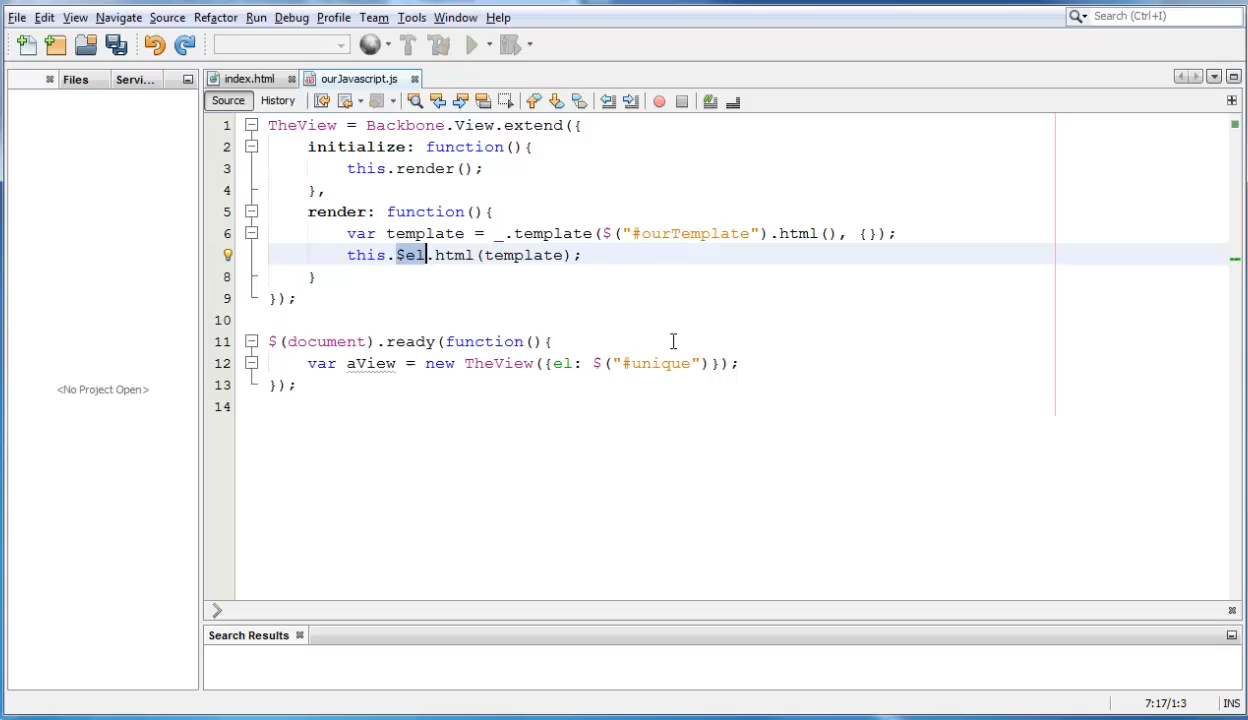 File Edit View Navigate Source Refactor Run Debug Profile Team Tools Window Help
Search (Ctrl+I)
Files Servi...
index.html ourJavascript.js
Source History
1 TheView = Backbone.View.extend({
2 initialize: function(){
3 this.render();
4 },
5 render: function(){
6 var template = _.template($("#ourTemplate").html(), {});
7 this.$el.html(template);
8 }
9 });
10
11 $(document).ready(function(){
12 var aView = new TheView({el: $("#unique")});
13 });
14
<No Project Open>
Search Results
7:17/1:3 INS